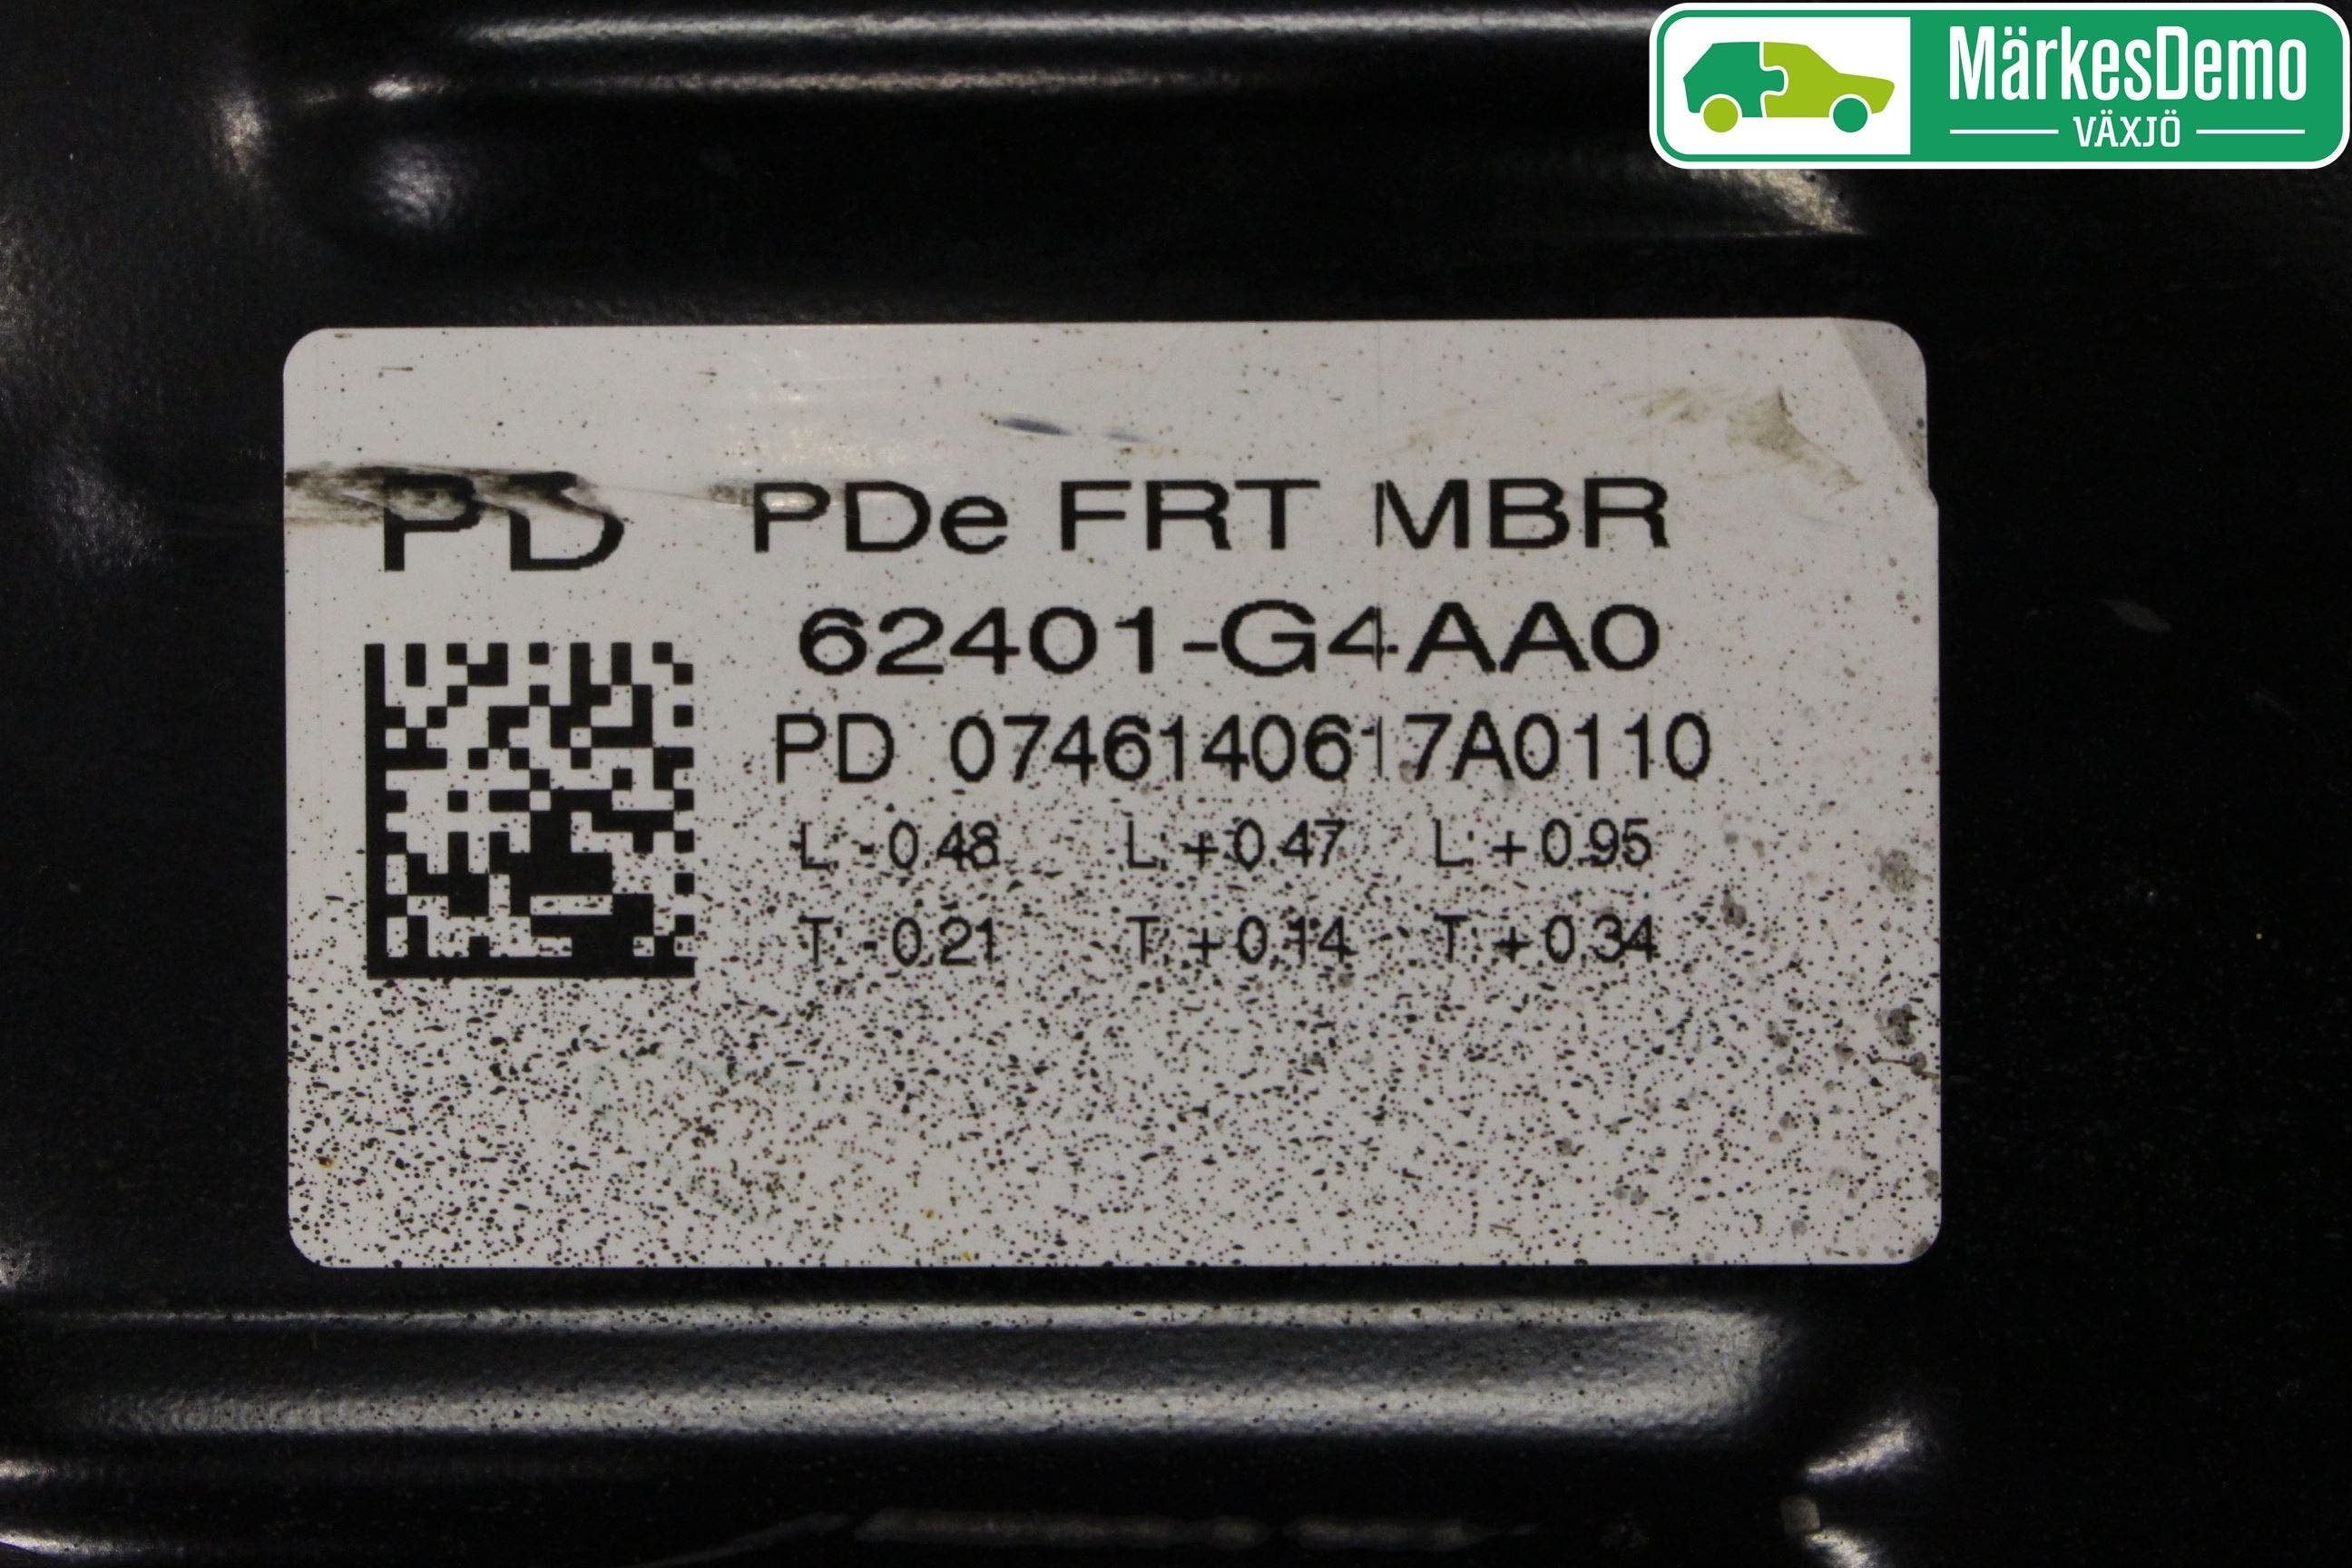 MärkesDemo
VÄXJÖ
PD PDe FRT MBR
62401-G4AA0
PD 0746140617A0110
L: -0.48 L: +0.47 L: +0.95
T: -0.21 T: +0.14 T: +0.34